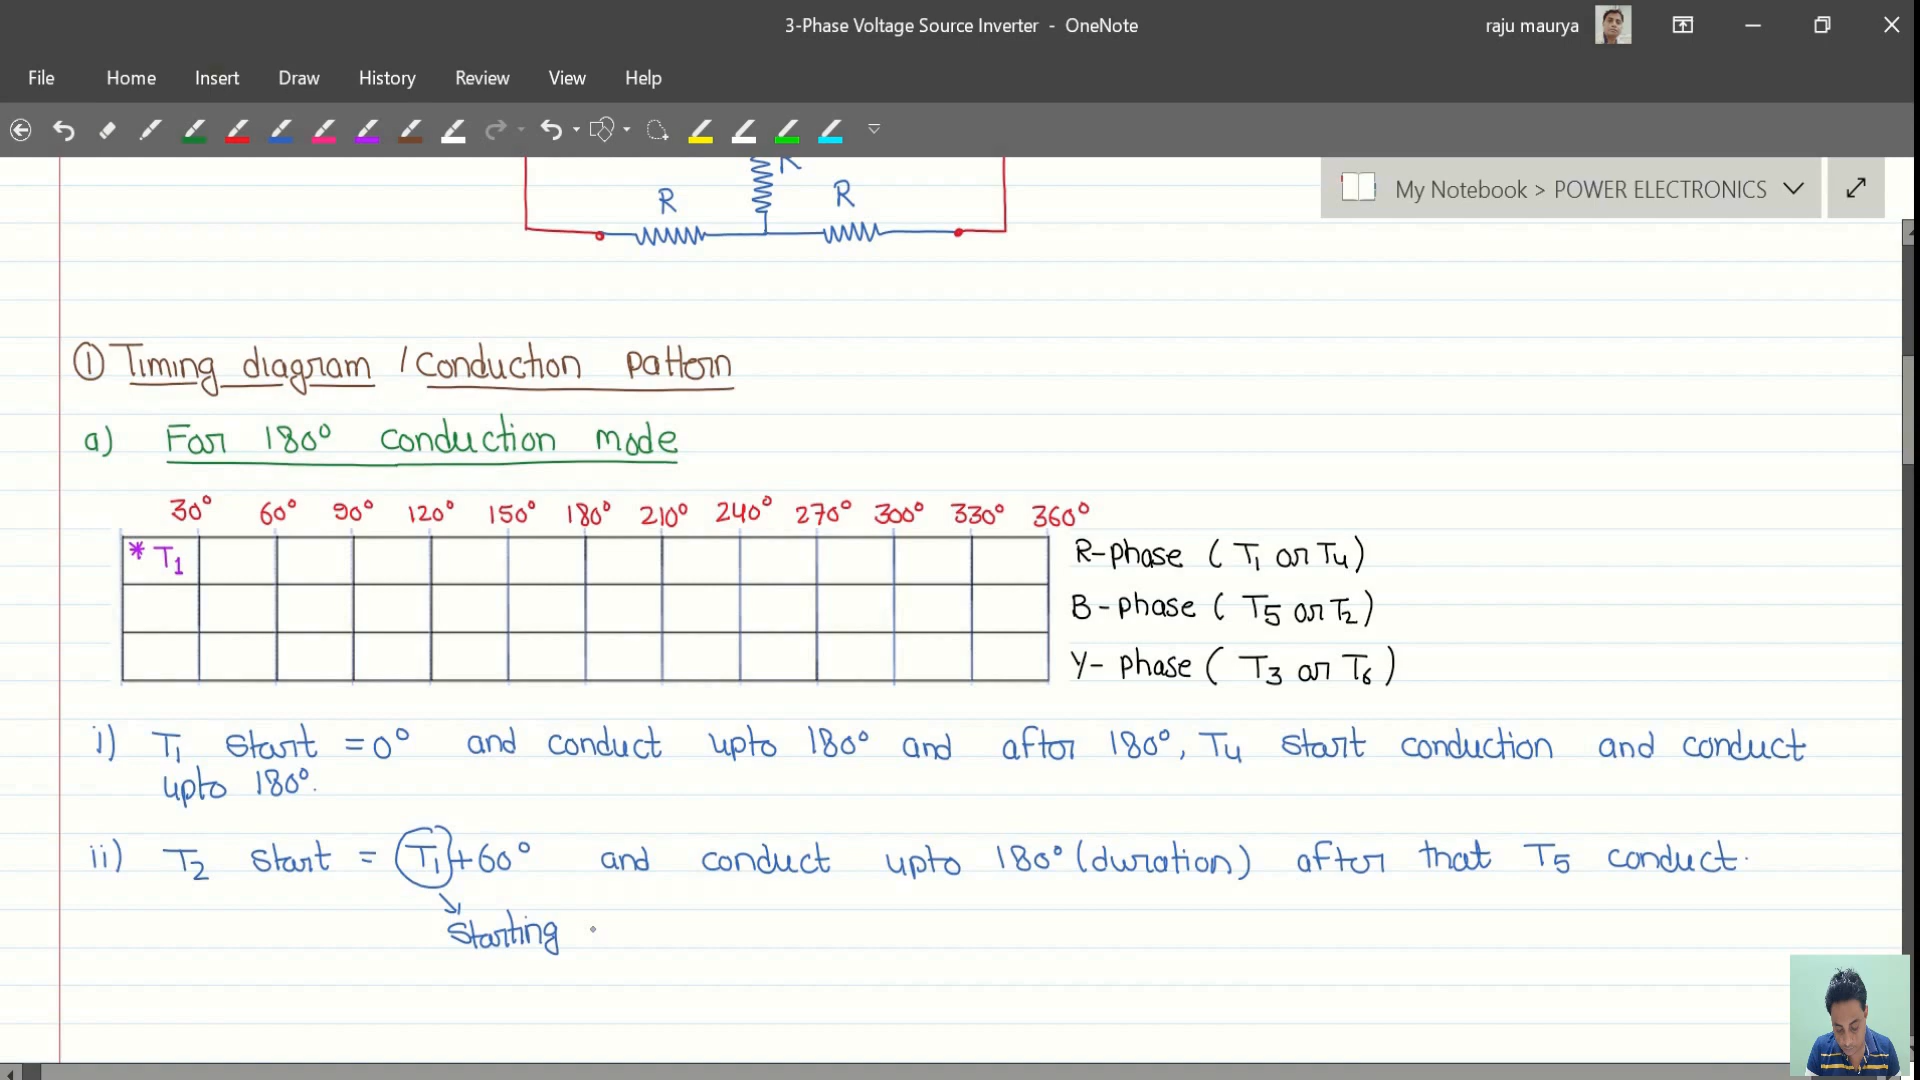 3-Phase Voltage Source Inverter - OneNote
raju maurya
File Home Insert Draw History Review View Help
My Notebook > POWER ELECTRONICS
R
R R
① Timing diagram / Conduction pattern
a) For 180° conduction mode
30° 60° 90° 120° 150° 180° 210° 240° 270° 300° 330° 360°
* T1
R-phase ( T1 or T4)
B-phase ( T5 or T2)
Y-phase ( T3 or T6 )
i) T1 start = 0° and conduct upto 180° and after 180°, T4 start conduction and conduct
upto 180°.
ii) T2 start = T1 + 60° and conduct upto 180° (duration) after that T5 conduct.
Starting